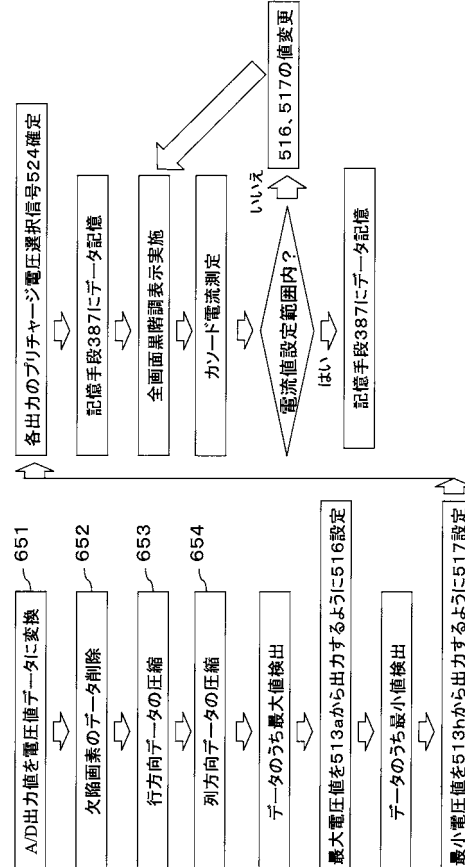 A/D出力値を電圧値データに変換
651
欠陥画素のデータ削除
652
行方向データの圧縮
653
列方向データの圧縮
654
データのうち最大値検出
最大電圧値を513aから出力するように516設定
データのうち最小値検出
最小電圧値を513hから出力するように517設定
各出力のプリチャージ電圧選択信号524確定
記憶手段387にデータ記憶
全画面黒階調表示実施
カソード電流測定
電流値設定範囲内?
いいえ
516、517の値変更
はい
記憶手段387にデータ記憶